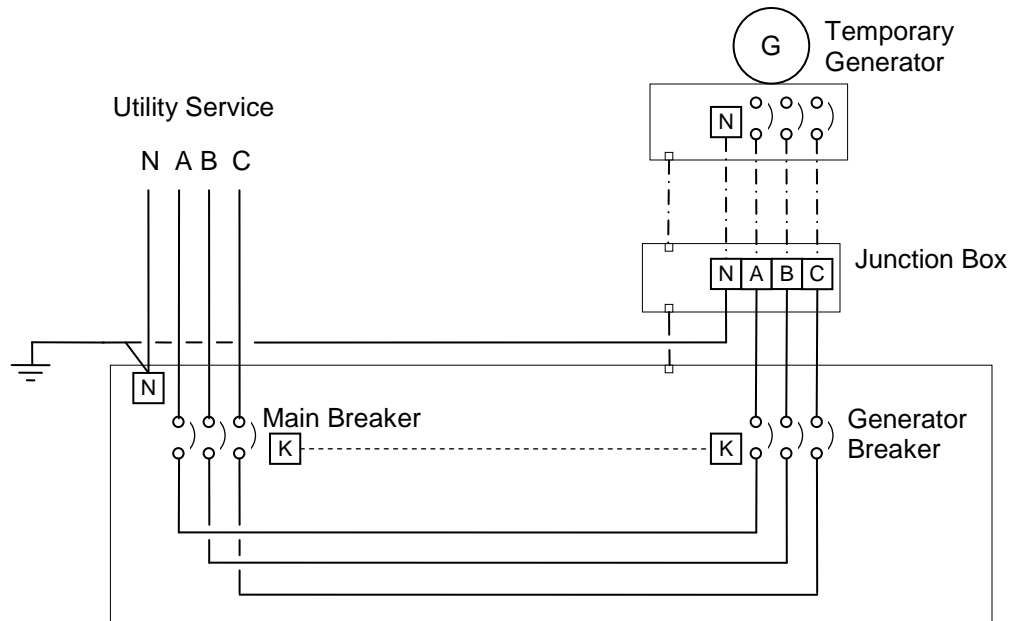 G
Temporary
Generator
N
Utility Service
N A B C
Junction Box
N A B C
N
Main Breaker
K
K
Generator
Breaker